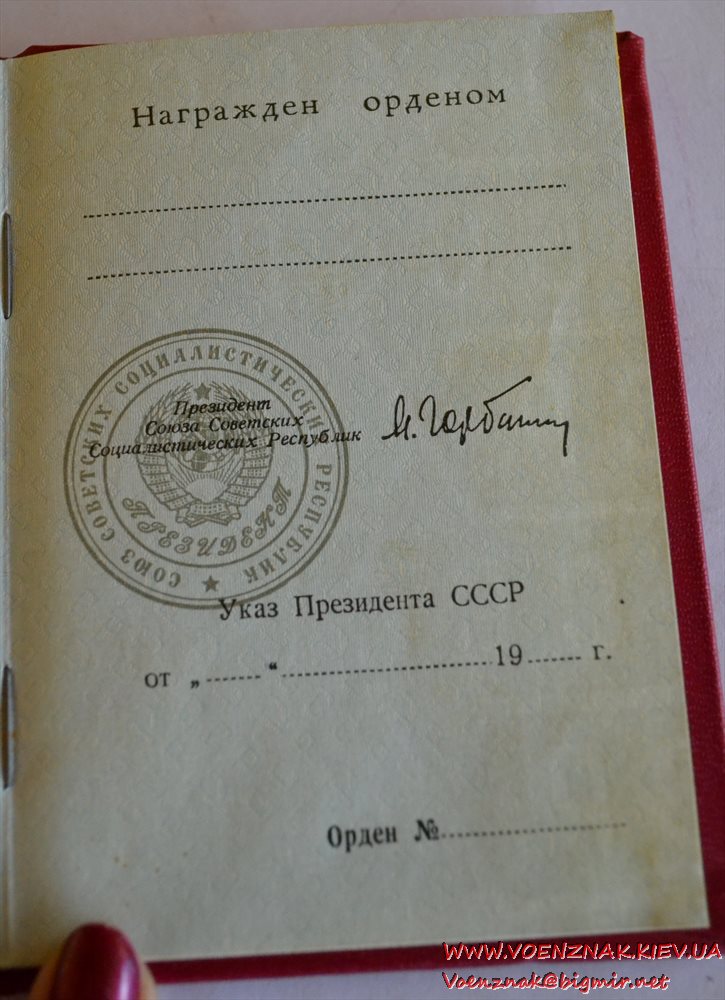 Награжден орденом
СОЮЗ СОВЕТСКИХ СОЦИАЛИСТИЧЕСКИХ РЕСПУБЛИК
Президент
Союза Советских
Социалистических Республик
М. Горбачев
ПРЕЗИДЕНТ
Указ Президента СССР
от „.......“ ........................ 19....... г.
Орден №........................
WWW.VOENZNAK.KIEV.UA
Voenznak@bigmir.net